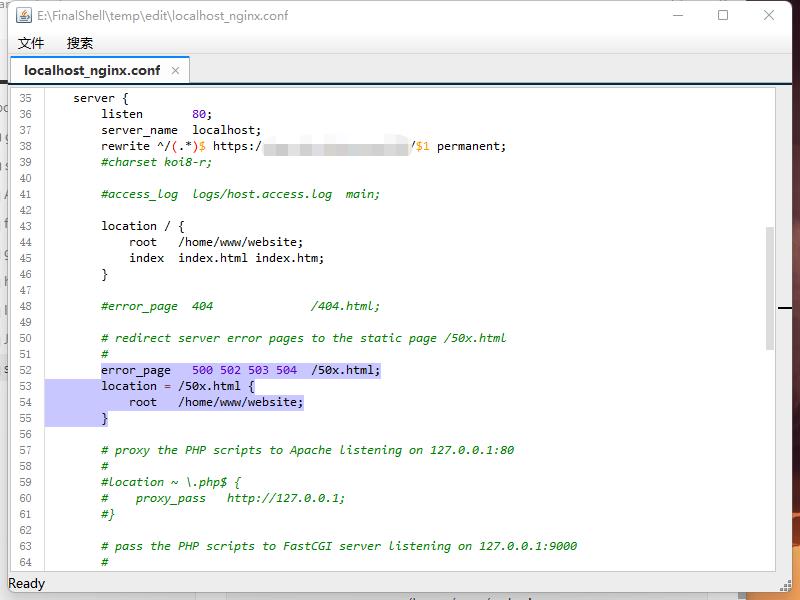 E:\FinalShell\temp\edit\localhost_nginx.conf
文件 搜索
localhost_nginx.conf ×
35 server {
36 listen 80;
37 server_name localhost;
38 rewrite ^/(.*)$ https:/ /$1 permanent;
39 #charset koi8-r;
40
41 #access_log logs/host.access.log main;
42
43 location / {
44 root /home/www/website;
45 index index.html index.htm;
46 }
47
48 #error_page 404 /404.html;
49
50 # redirect server error pages to the static page /50x.html
51 #
52 error_page 500 502 503 504 /50x.html;
53 location = /50x.html {
54 root /home/www/website;
55 }
56
57 # proxy the PHP scripts to Apache listening on 127.0.0.1:80
58 #
59 #location ~ \.php$ {
60 # proxy_pass http://127.0.0.1;
61 #}
62
63 # pass the PHP scripts to FastCGI server listening on 127.0.0.1:9000
64 #
Ready